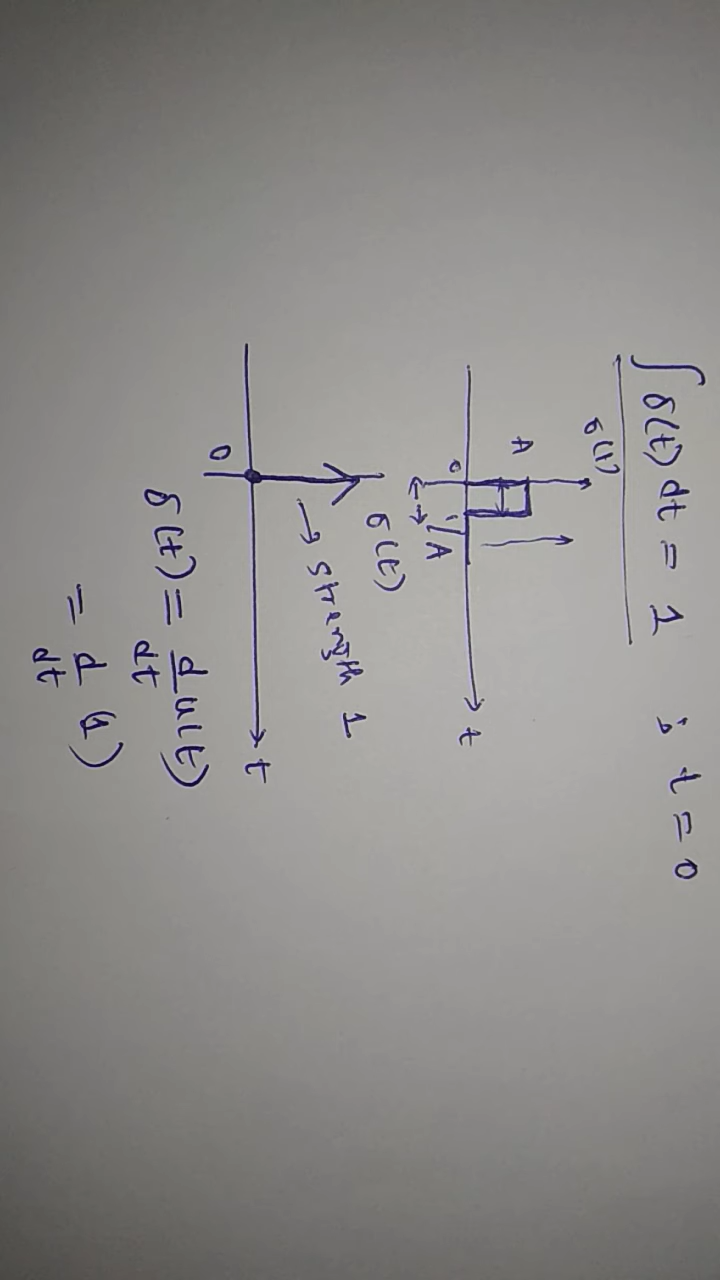 ∫ δ(t) dt = 1 ; t = 0
δ(t)
A
0 1/A t
δ(t)
→ strength 1
0 t
δ(t) = d/dt u(t)
= d/dt (1)